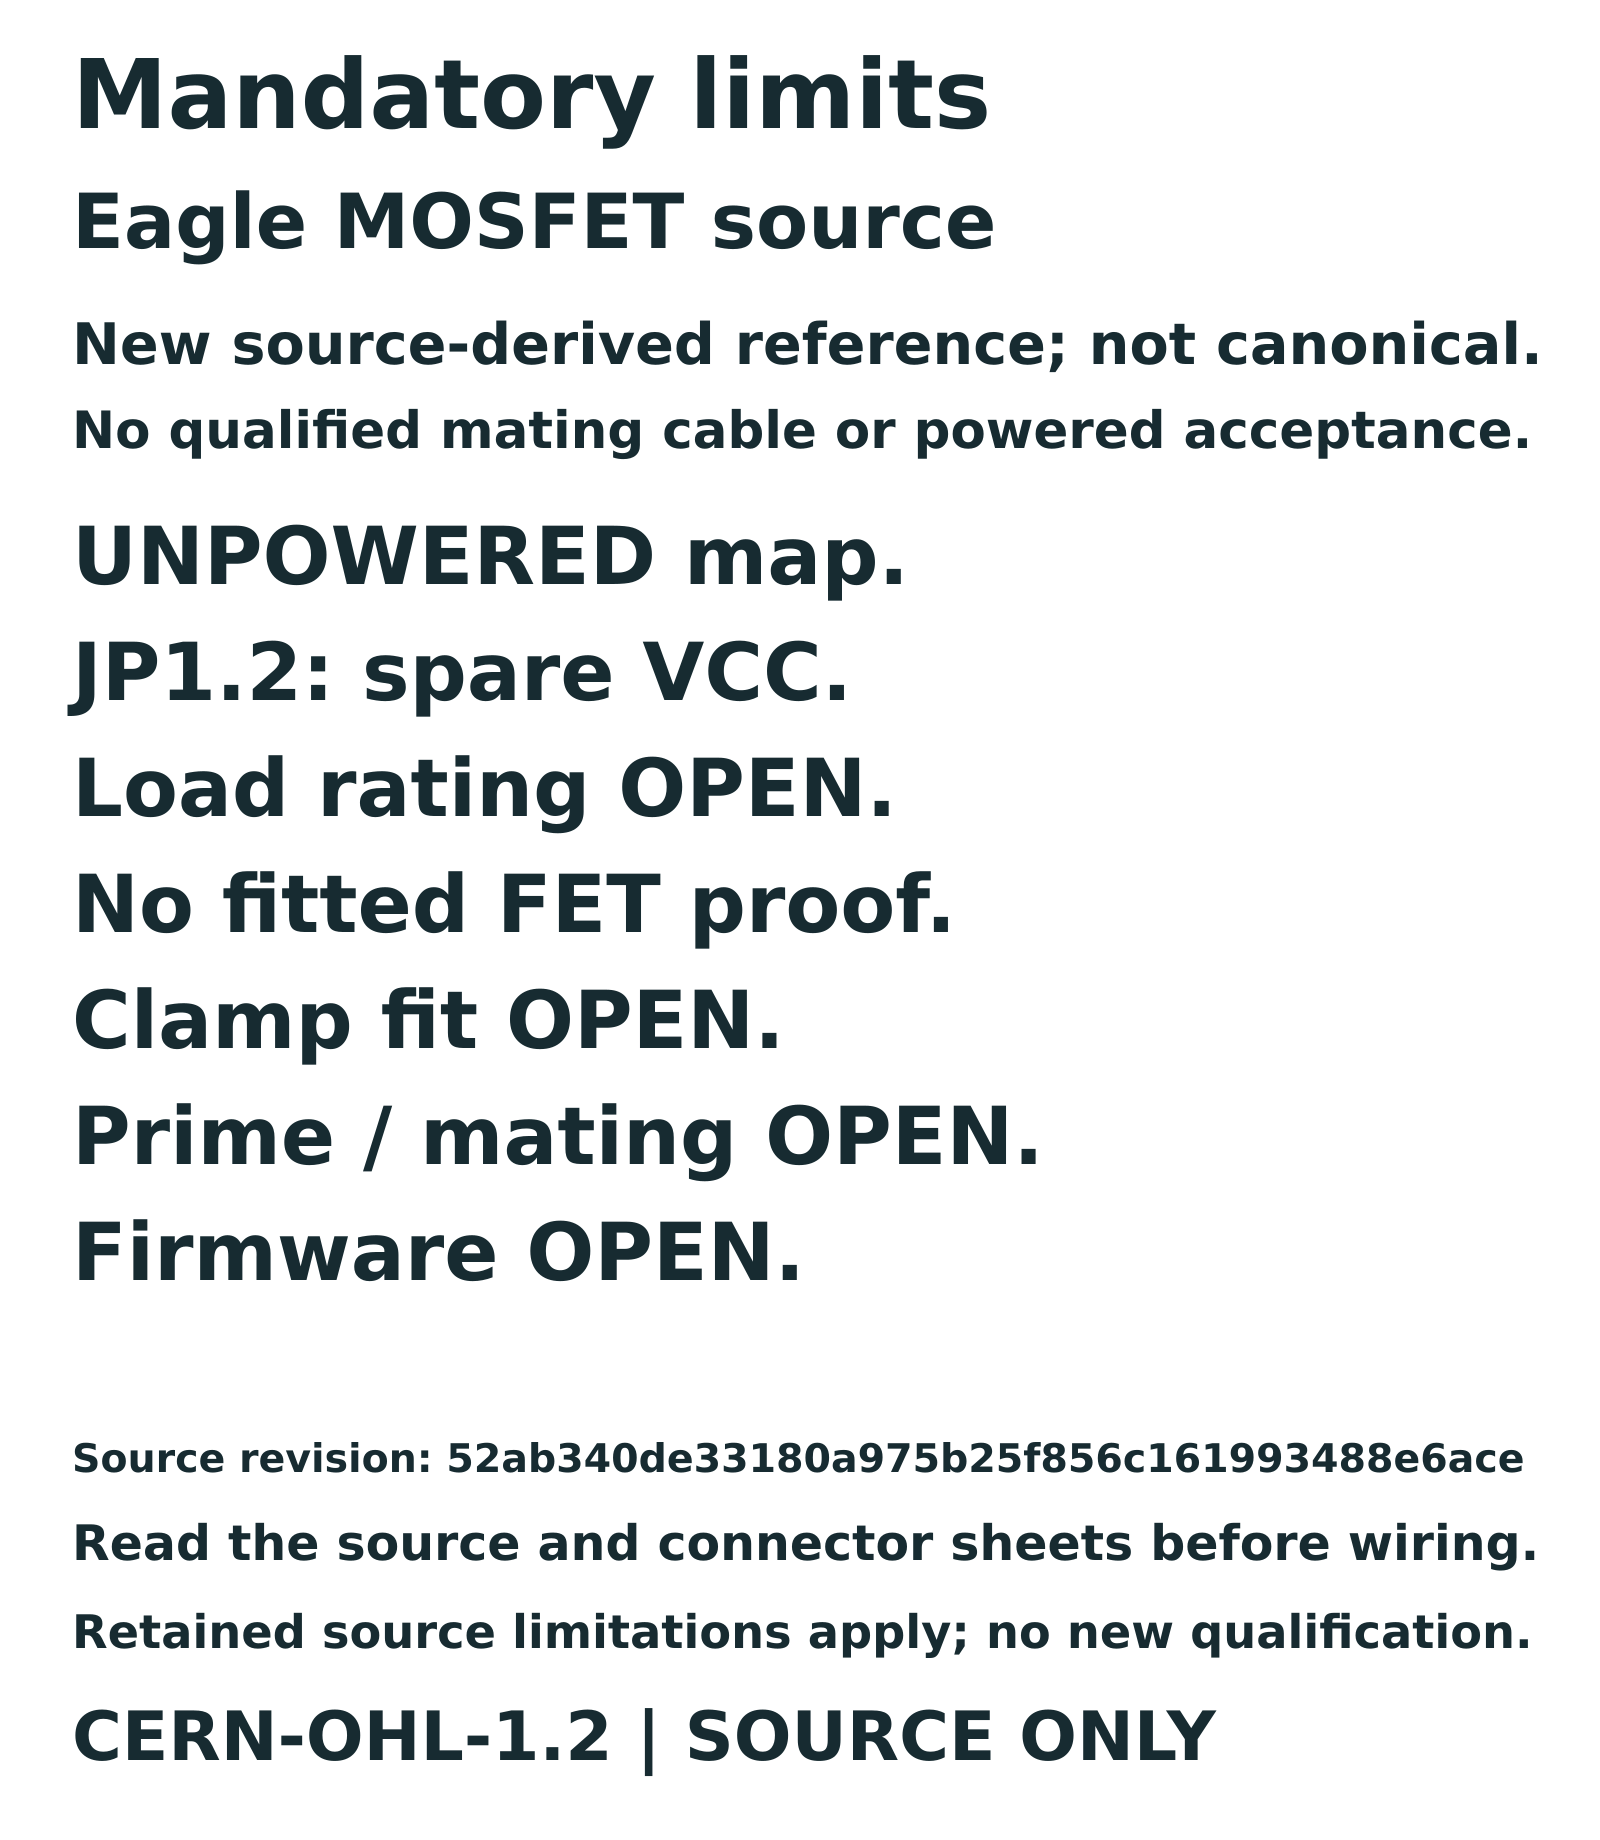 Mandatory limits
Eagle MOSFET source
New source-derived reference; not canonical.
No qualified mating cable or powered acceptance.
UNPOWERED map.
JP1.2: spare VCC.
Load rating OPEN.
No fitted FET proof.
Clamp fit OPEN.
Prime / mating OPEN.
Firmware OPEN.
Source revision: 52ab340de33180a975b25f856c161993488e6ace
Read the source and connector sheets before wiring.
Retained source limitations apply; no new qualification.
CERN-OHL-1.2 | SOURCE ONLY